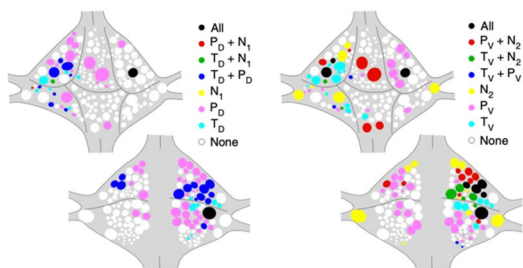 All
P_D + N_1
T_D + N_1
T_D + P_D
N_1
P_D
T_D
None
All
P_V + N_2
T_V + N_2
T_V + P_V
N_2
P_V
T_V
None